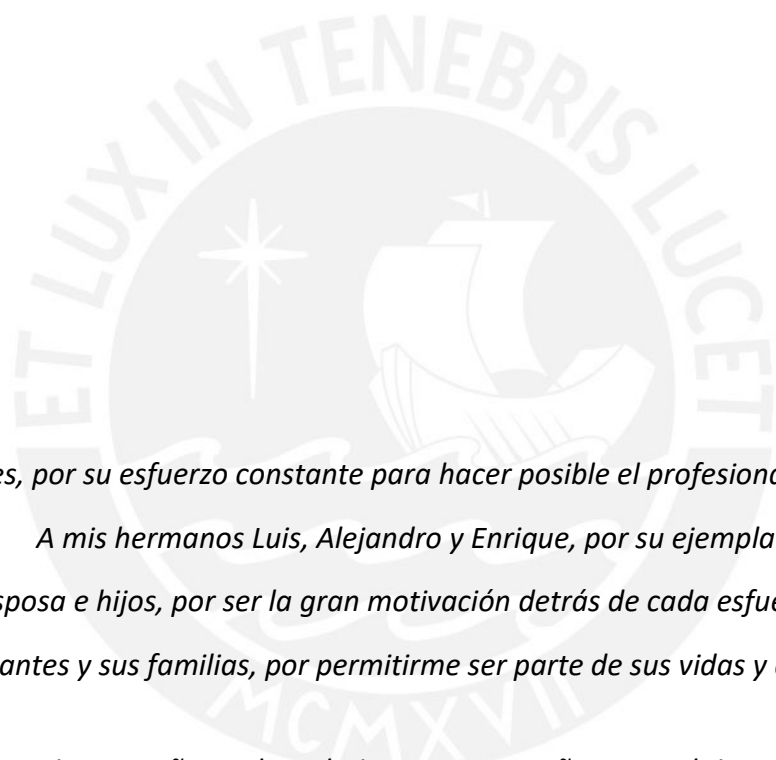 ET LUX IN TENEBRIS LUCET
es, por su esfuerzo constante para hacer posible el profesiona
A mis hermanos Luis, Alejandro y Enrique, por su ejempla
sposa e hijos, por ser la gran motivación detrás de cada esfue
antes y sus familias, por permitirme ser parte de sus vidas y
MCMXVII